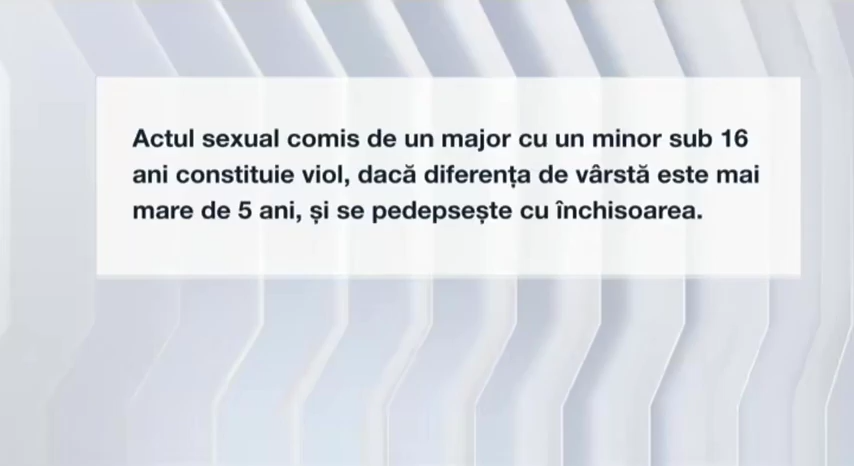 Actul sexual comis de un major cu un minor sub 16
ani constituie viol, dacă diferența de vârstă este mai
mare de 5 ani, și se pedepsește cu închisoarea.